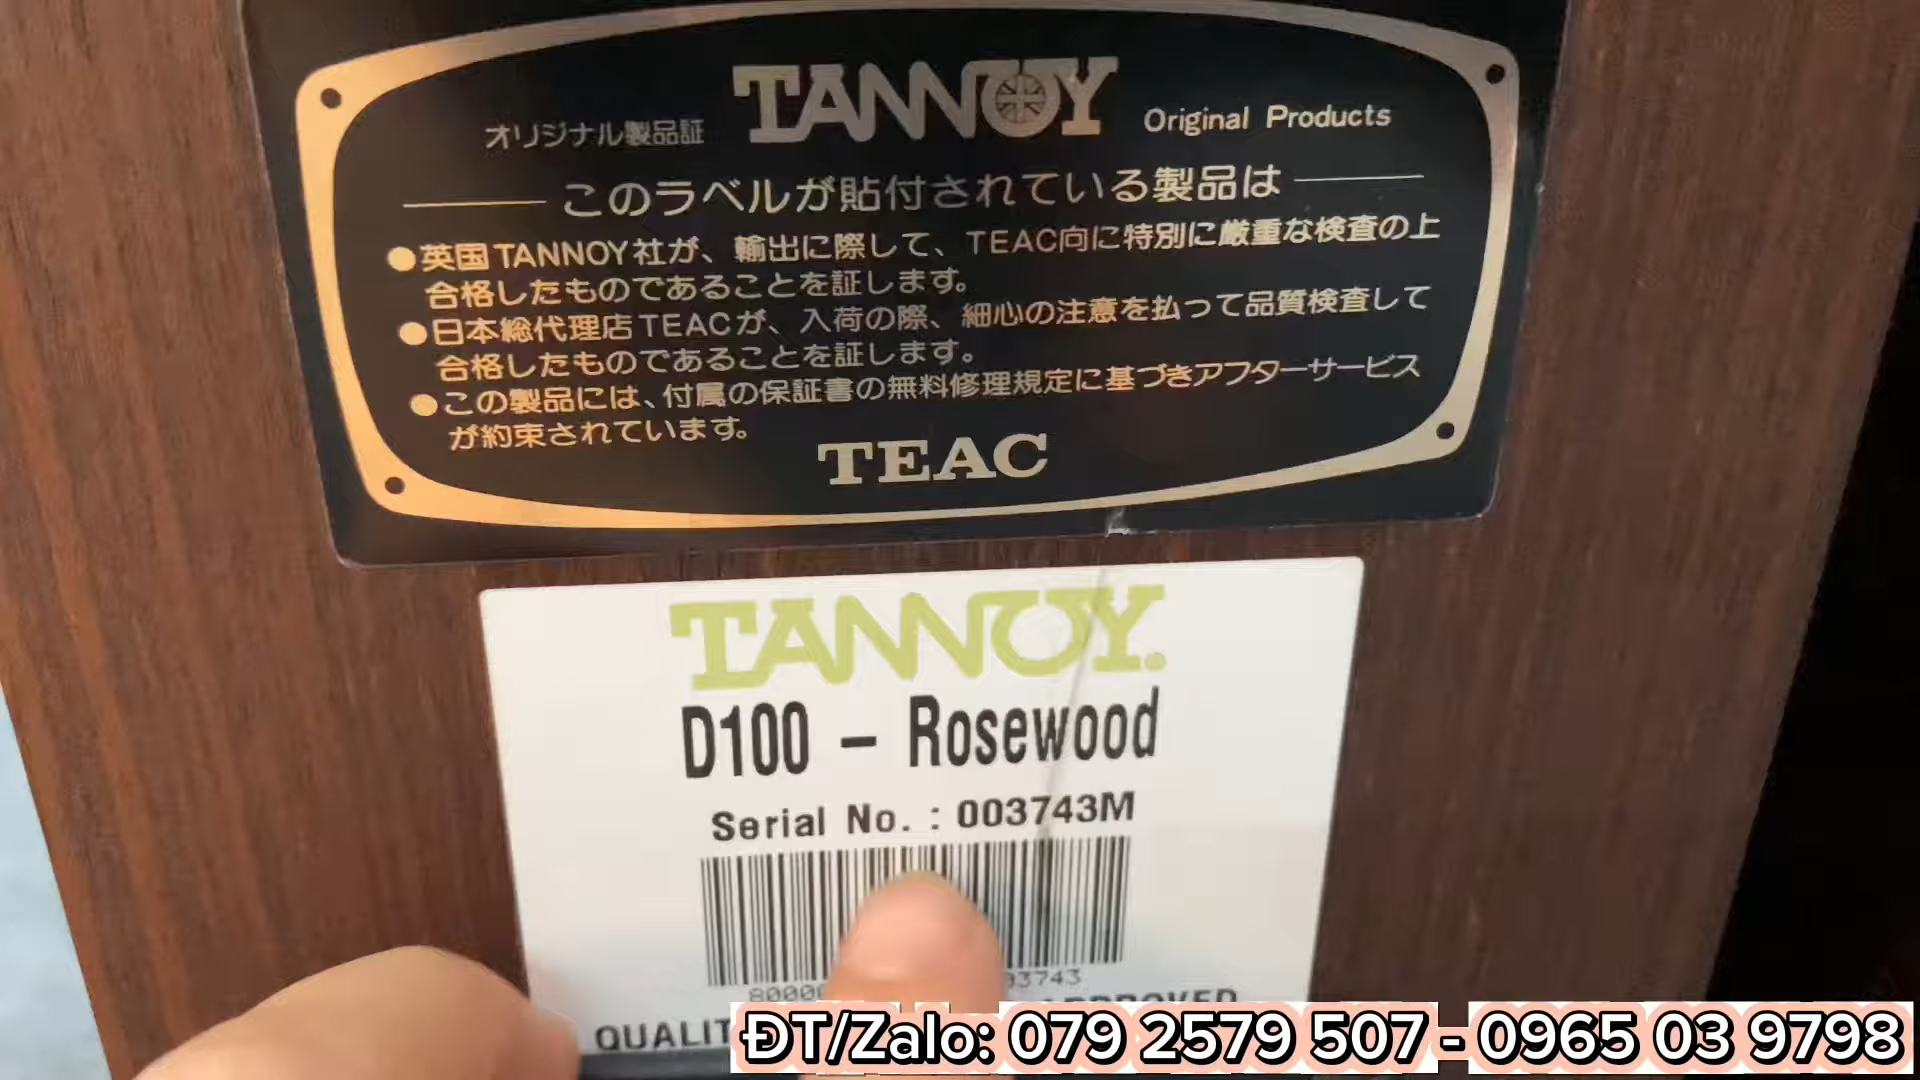 オリジナル製品証 TANNOY Original Products
このラベルが貼付されている製品は
●英国TANNOY社が、輸出に際して、TEAC向に特別に厳重な検査の上
合格したものであることを証します。
●日本総代理店TEACが、入荷の際、細心の注意を払って品質検査して
合格したものであることを証します。
●この製品には、付属の保証書の無料修理規定に基づきアフターサービス
が約束されています。
TEAC
TANNOY®
D100 – Rosewood
Serial No. : 003743M
ĐT/Zalo: 079 2579 507 - 0965 03 9798